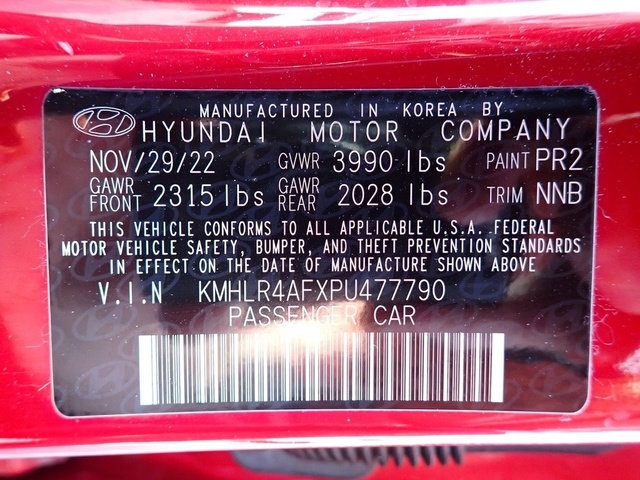 MANUFACTURED IN KOREA BY
HYUNDAI MOTOR COMPANY
NOV/29/22 GVWR 3990 lbs PAINT PR2
GAWR FRONT 2315 lbs GAWR REAR 2028 lbs TRIM NNB
THIS VEHICLE CONFORMS TO ALL APPLICABLE U.S.A. FEDERAL
MOTOR VEHICLE SAFETY, BUMPER, AND THEFT PREVENTION STANDARDS
IN EFFECT ON THE DATE OF MANUFACTURE SHOWN ABOVE
V.I.N KMHLR4AFXPU477790
PASSENGER CAR